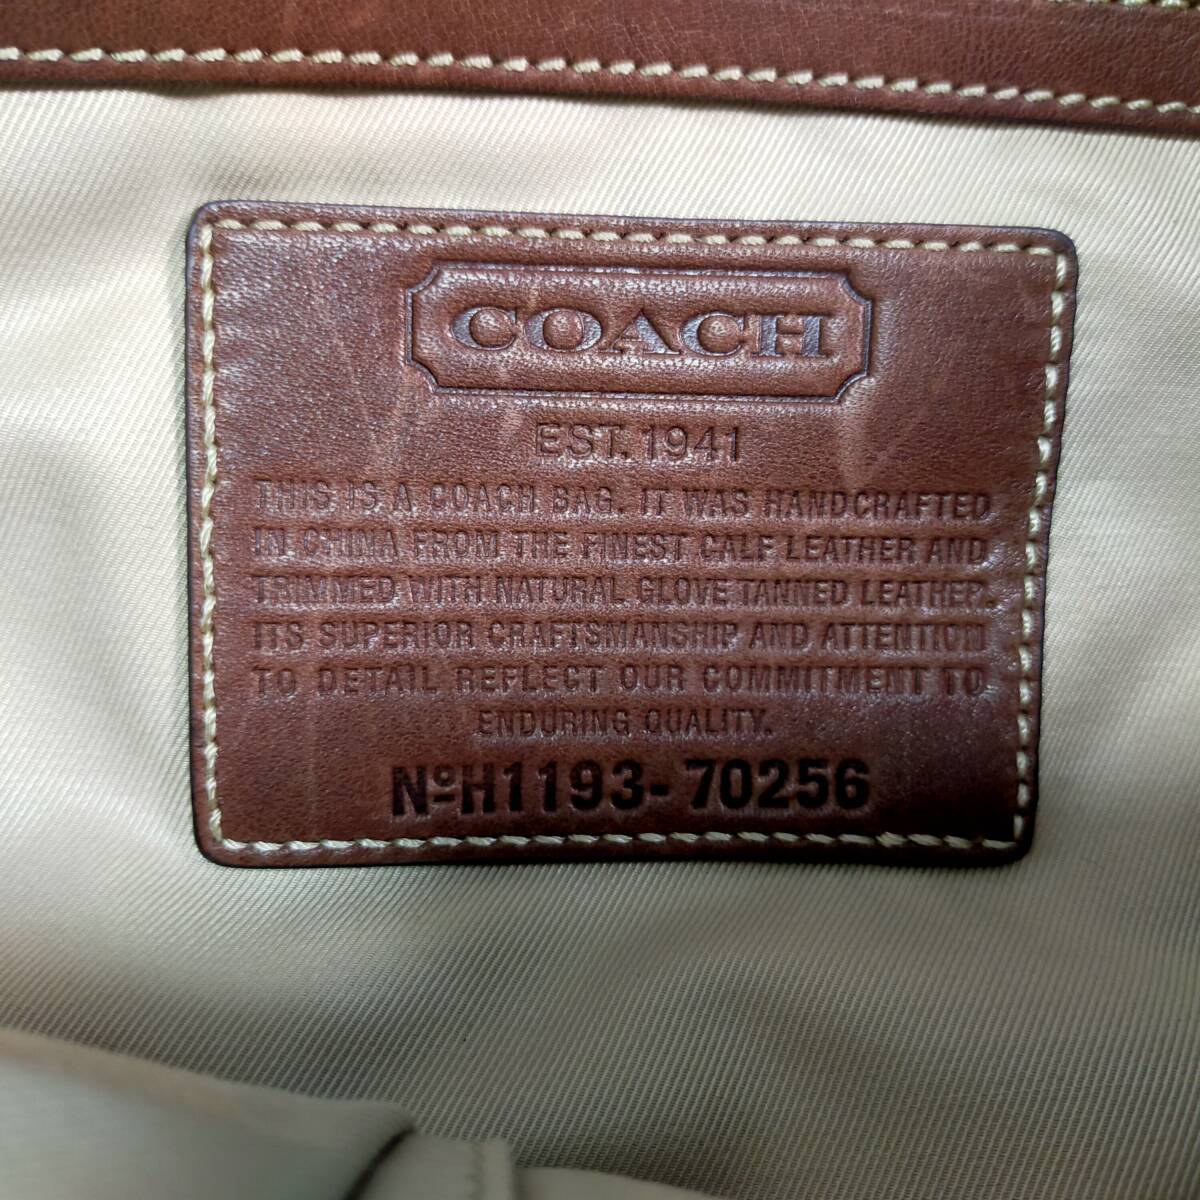 COACH
EST. 1941
THIS IS A COACH BAG. IT WAS HANDCRAFTED
IN CHINA FROM THE FINEST CALF LEATHER AND
TRIMMED WITH NATURAL GLOVE TANNED LEATHER.
ITS SUPERIOR CRAFTSMANSHIP AND ATTENTION
TO DETAIL REFLECT OUR COMMITMENT TO
ENDURING QUALITY.
NºH1193-70256